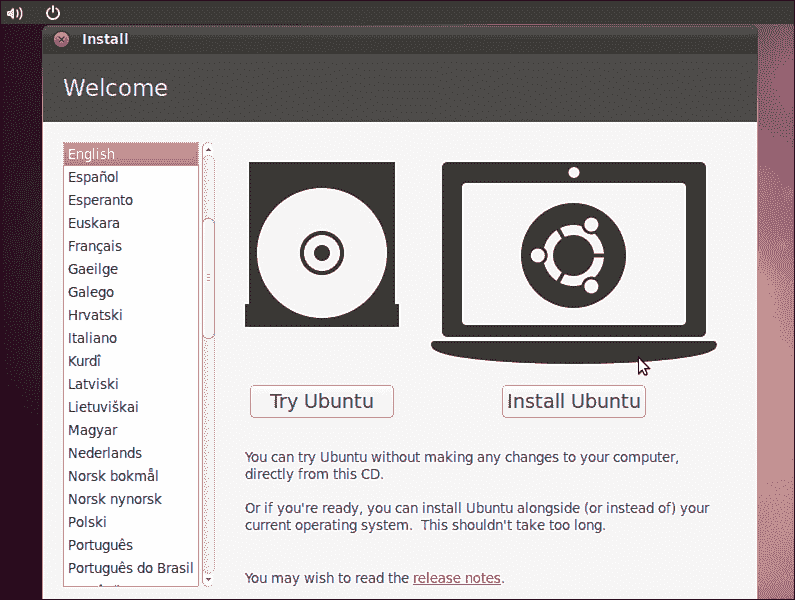 Install
Welcome
English
Español
Esperanto
Euskara
Français
Gaeilge
Galego
Hrvatski
Italiano
Kurdî
Latviski
Lietuviškai
Magyar
Nederlands
Norsk bokmål
Norsk nynorsk
Polski
Português
Português do Brasil
Try Ubuntu
Install Ubuntu
You can try Ubuntu without making any changes to your computer,
directly from this CD.
Or if you're ready, you can install Ubuntu alongside (or instead of) your
current operating system.  This shouldn't take too long.
You may wish to read the release notes.